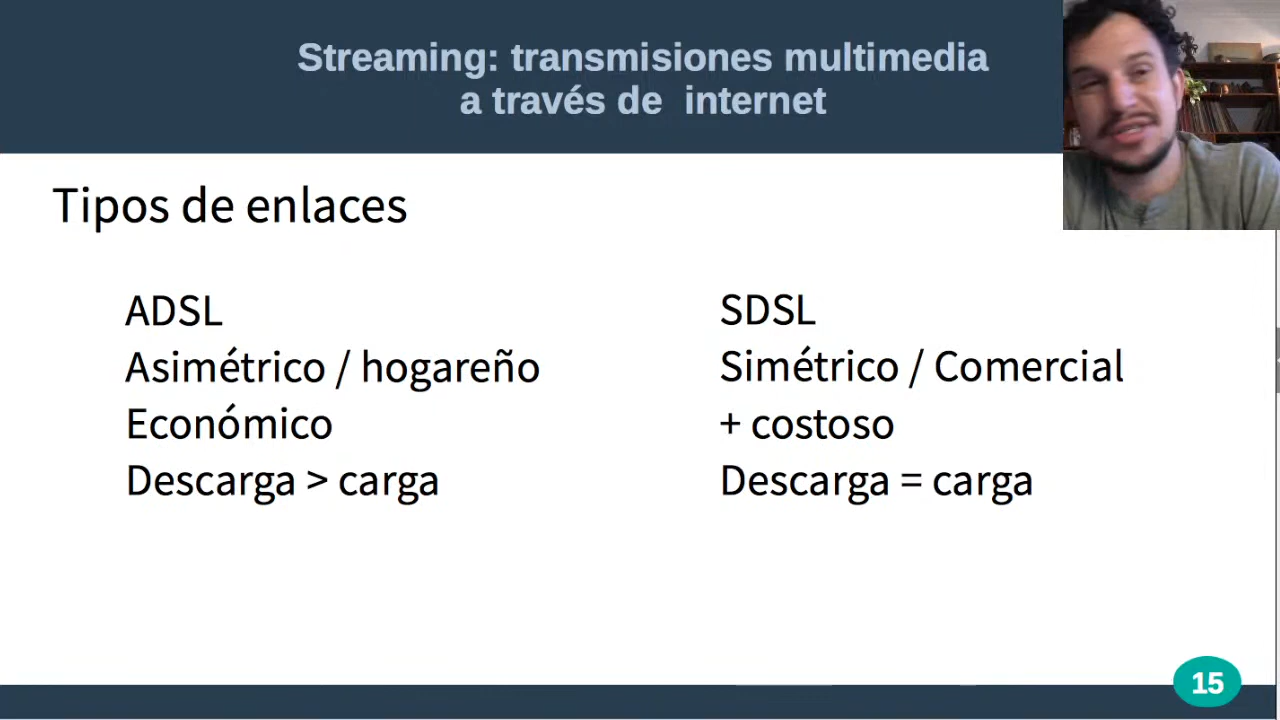 Streaming: transmisiones multimedia
a través de internet
Tipos de enlaces
ADSL
Asimétrico / hogareño
Económico
Descarga > carga
SDSL
Simétrico / Comercial
+ costoso
Descarga = carga
15